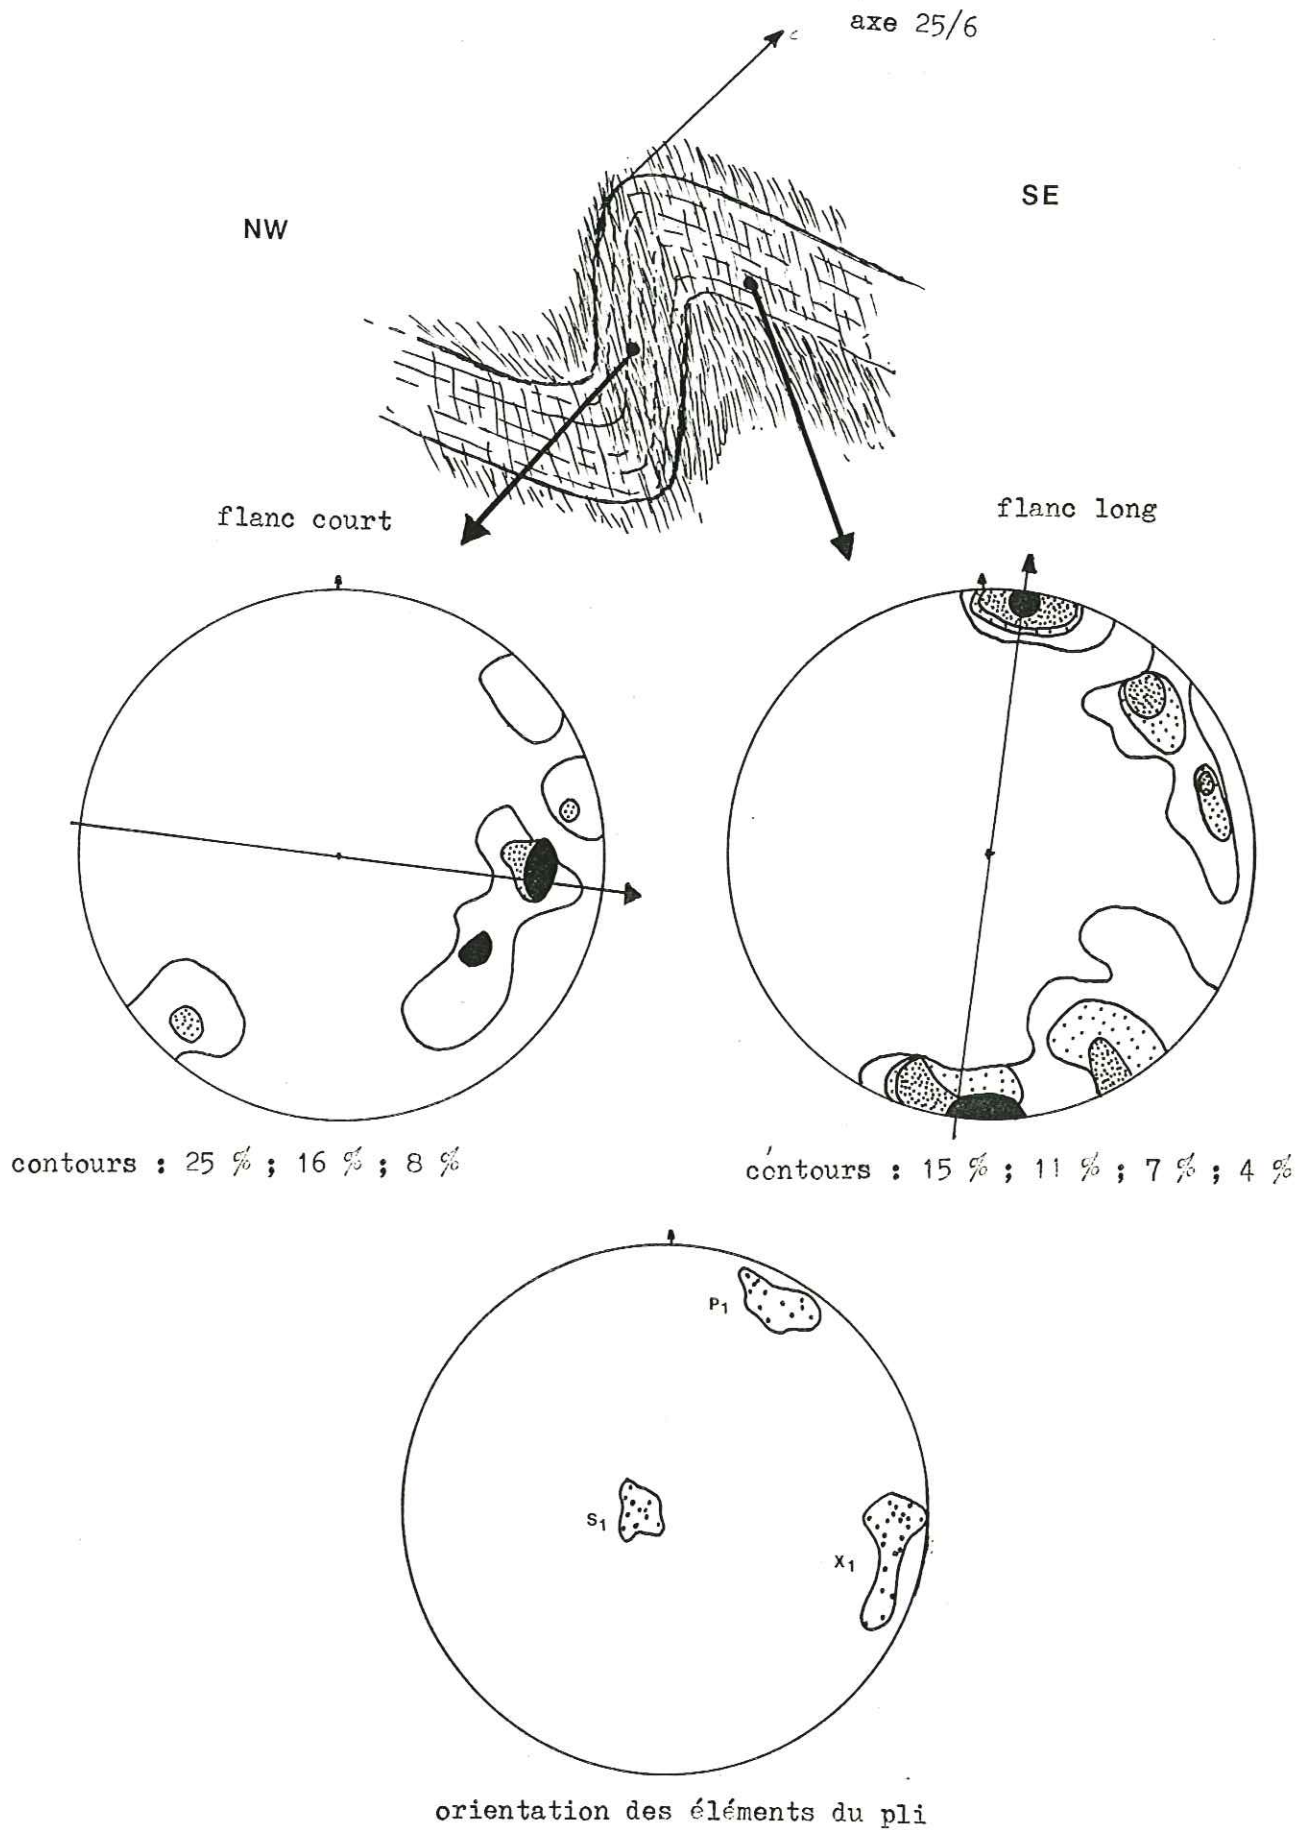 axe 25/6
NW
SE
flanc court
flanc long
contours : 25 % ; 16 % ; 8 %
contours : 15 % ; 11 % ; 7 % ; 4 %
P1
S1
X1
orientation des éléments du pli